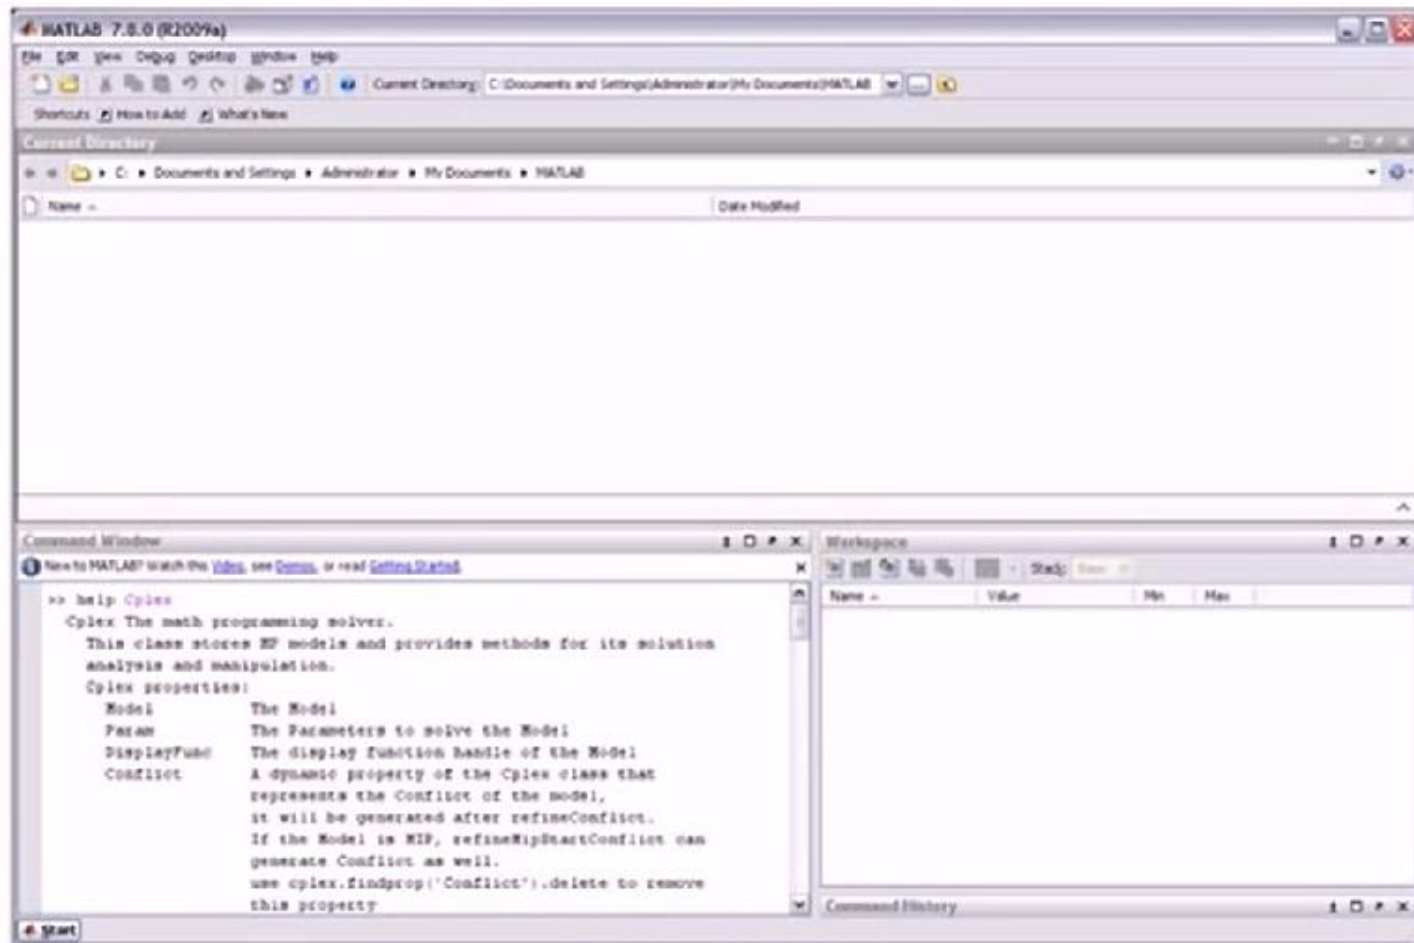 MATLAB 7.8.0 (R2009a)
File Edit View Debug Desktop Window Help
Current Directory: C:\Documents and Settings\Administrator\My Documents\MATLAB
Shortcuts How to Add What's New
Current Directory
C: Documents and Settings Administrator My Documents MATLAB
Name Date Modified
Command Window
New to MATLAB? Watch this Video, see Demos, or read Getting Started.
>> help Cplex
Cplex The math programming solver.
This class stores MP models and provides methods for its solution
analysis and manipulation.
Cplex properties:
Model The Model
Param The Parameters to solve the Model
DisplayFunc The display function handle of the Model
Conflict A dynamic property of the Cplex class that
represents the Conflict of the model,
it will be generated after refineConflict.
If the Model is MIP, refineMipStartConflict can
generate Conflict as well.
use cplex.findprop('Conflict').delete to remove
this property
Workspace
Stack: Base
Name Value Min Max
Command History
Start